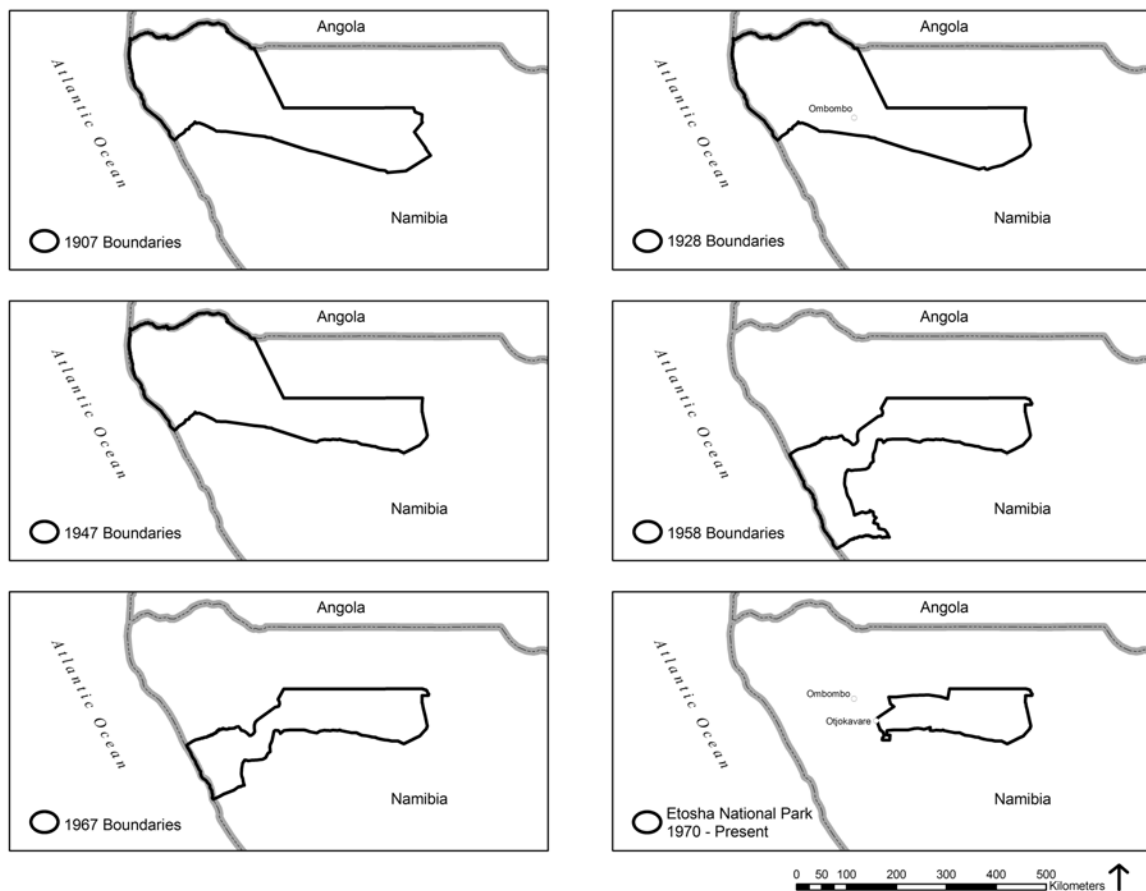 Angola
Atlantic Ocean
Namibia
1907 Boundaries
Angola
Atlantic Ocean
Ombombo
Namibia
1928 Boundaries
Angola
Atlantic Ocean
Namibia
1947 Boundaries
Angola
Atlantic Ocean
Namibia
1958 Boundaries
Angola
Atlantic Ocean
Namibia
1967 Boundaries
Angola
Atlantic Ocean
Ombombo
Otjokavare
Namibia
Etosha National Park
1970 - Present
0 50 100 200 300 400 500
Kilometers